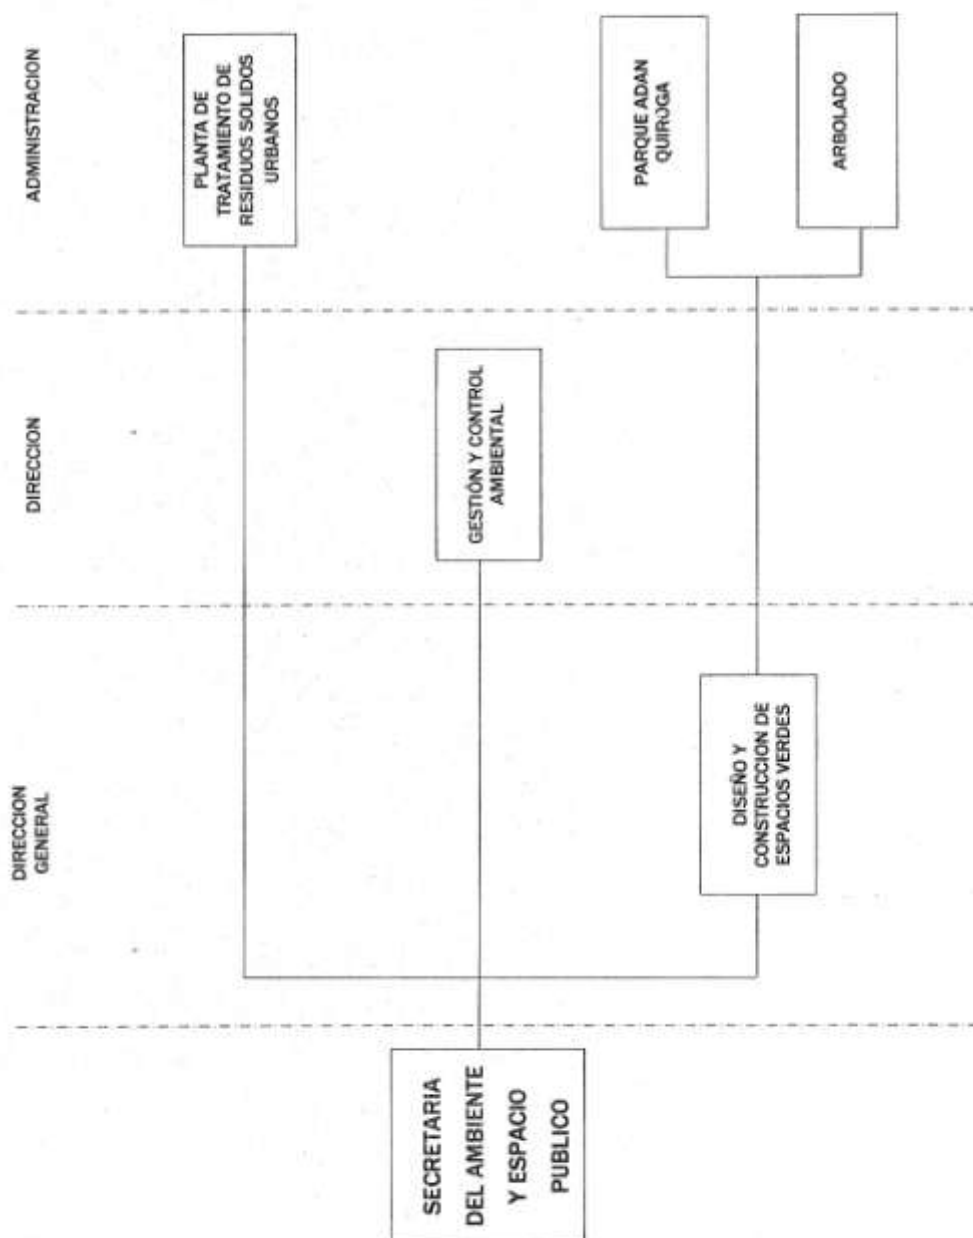 SECRETARIA
DEL AMBIENTE
Y ESPACIO
PUBLICO
DIRECCION
GENERAL
DISEÑO Y
CONSTRUCCION DE
ESPACIOS VERDES
DIRECCION
GESTIÓN Y CONTROL
AMBIENTAL
ADMINISTRACION
PLANTA DE
TRATAMIENTO DE
RESIDUOS SOLIDOS
URBANOS
PARQUE ADAN
QUIROGA
ARBOLADO